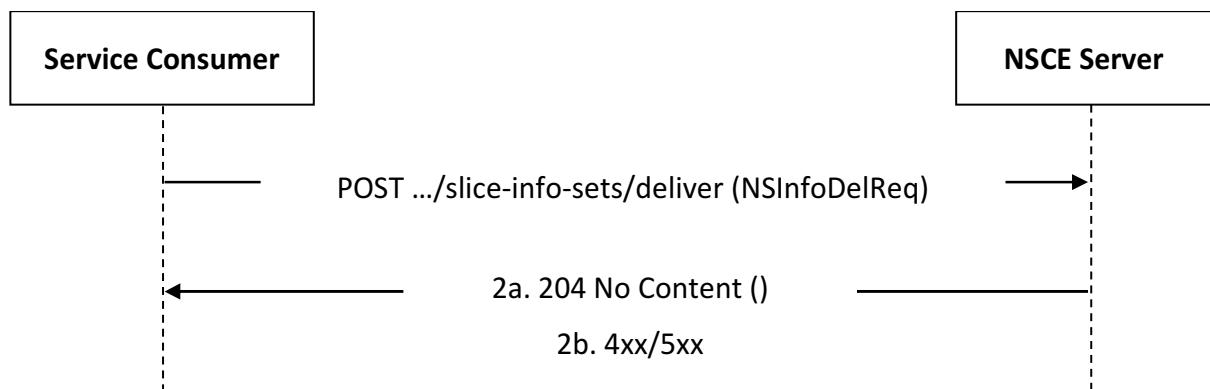 Service Consumer
NSCE Server
POST .../slice-info-sets/deliver (NSInfoDelReq)
2a. 204 No Content ()
2b. 4xx/5xx